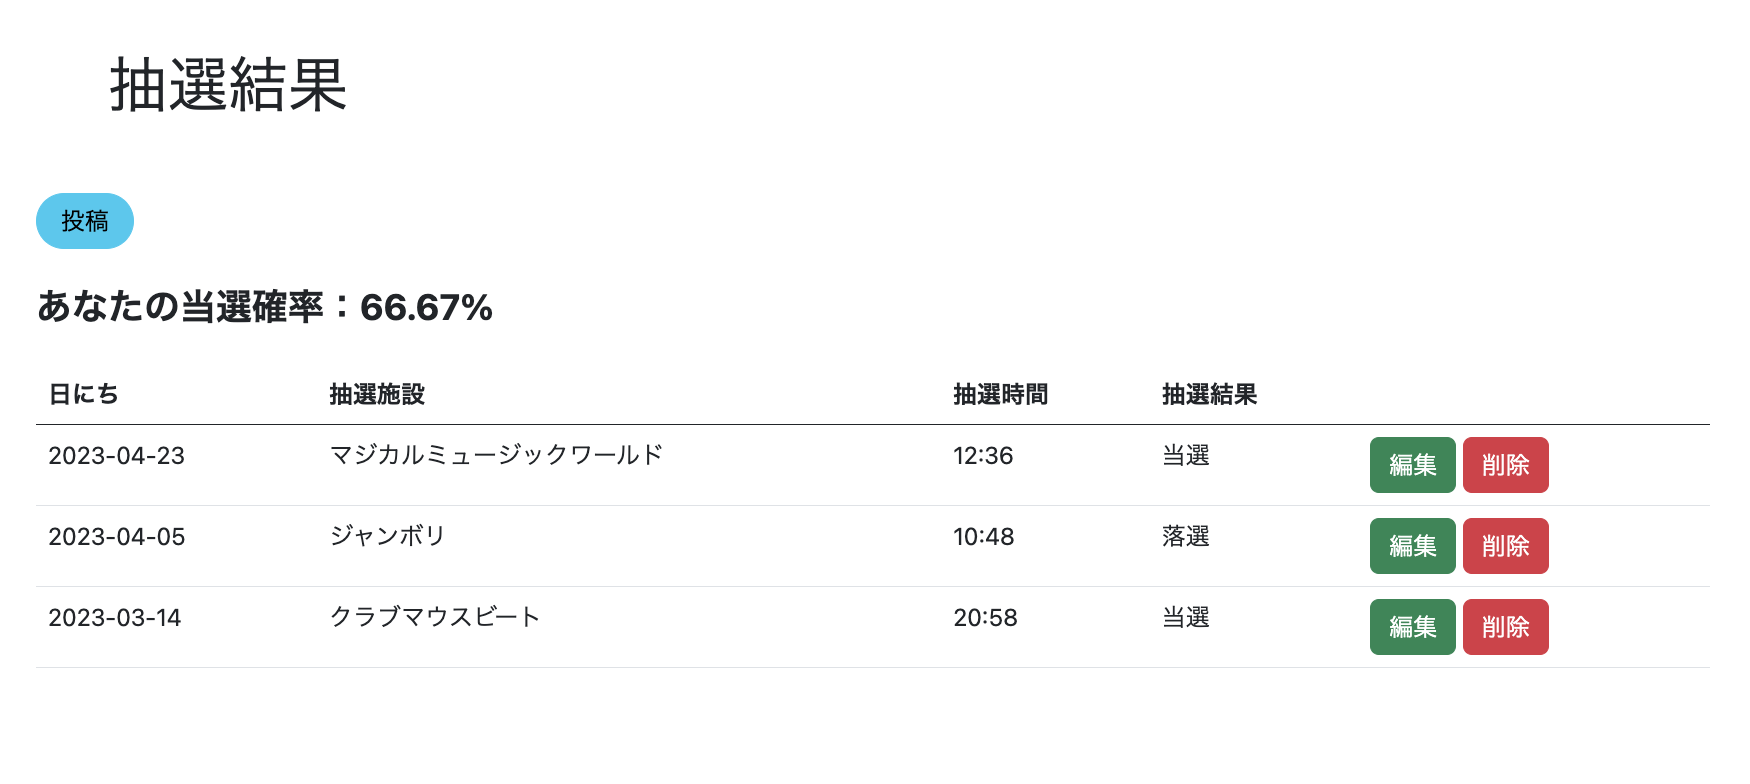 抽選結果
投稿
あなたの当選確率：66.67%
日にち 抽選施設 抽選時間 抽選結果
2023-04-23 マジカルミュージックワールド 12:36 当選 編集 削除
2023-04-05 ジャンボリ 10:48 落選 編集 削除
2023-03-14 クラブマウスビート 20:58 当選 編集 削除